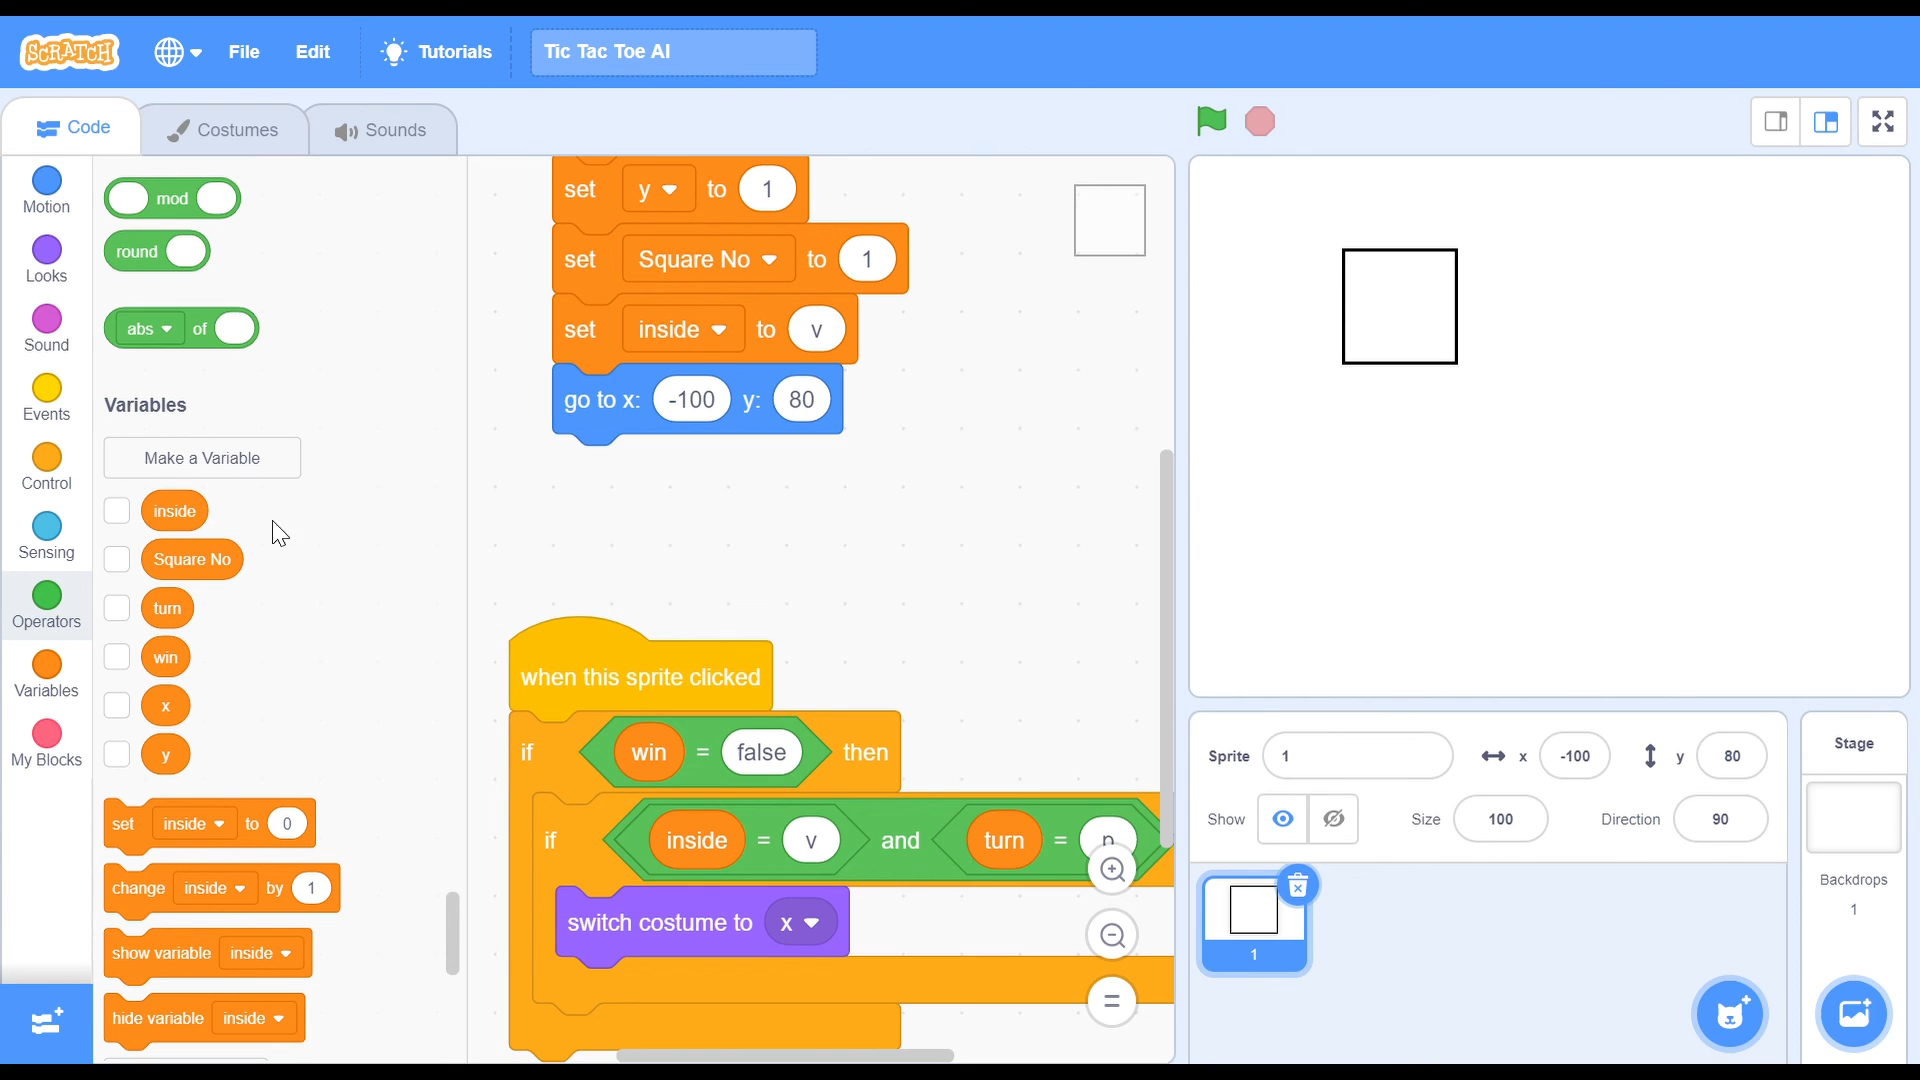 SCRATCH File Edit Tutorials Tic Tac Toe AI
Code Costumes Sounds
Motion
Looks
Sound
Events
Control
Sensing
Operators
Variables
My Blocks
mod
round
abs of
Variables
Make a Variable
inside
Square No
turn
win
x
y
set inside to 0
change inside by 1
show variable inside
hide variable inside
set y to 1
set Square No to 1
set inside to v
go to x: -100 y: 80
when this sprite clicked
if win = false then
if inside = v and turn =
switch costume to x
Sprite 1 x -100 y 80
Show Size 100 Direction 90
1
Stage
Backdrops
1